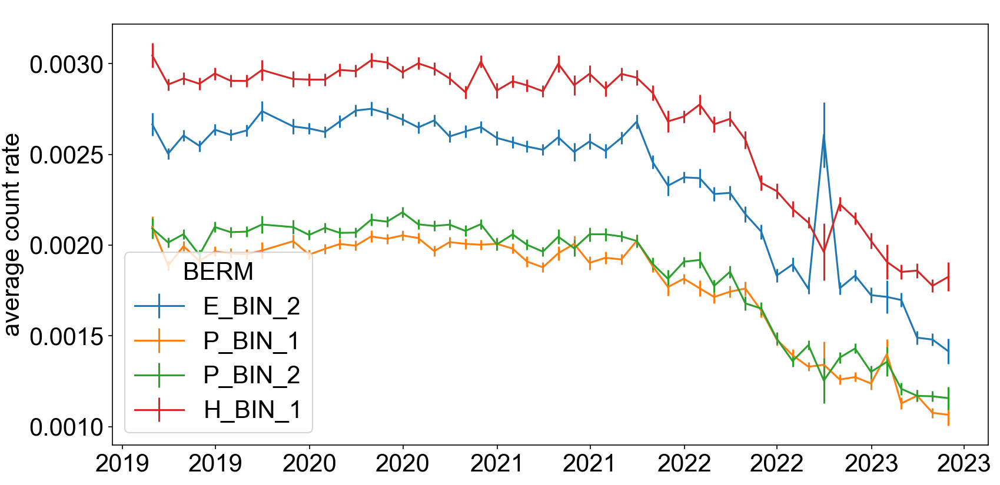 average count rate
0.0030
0.0025
0.0020
0.0015
0.0010
BERM
E_BIN_2
P_BIN_1
P_BIN_2
H_BIN_1
2019 2019 2020 2020 2021 2021 2022 2022 2023 2023